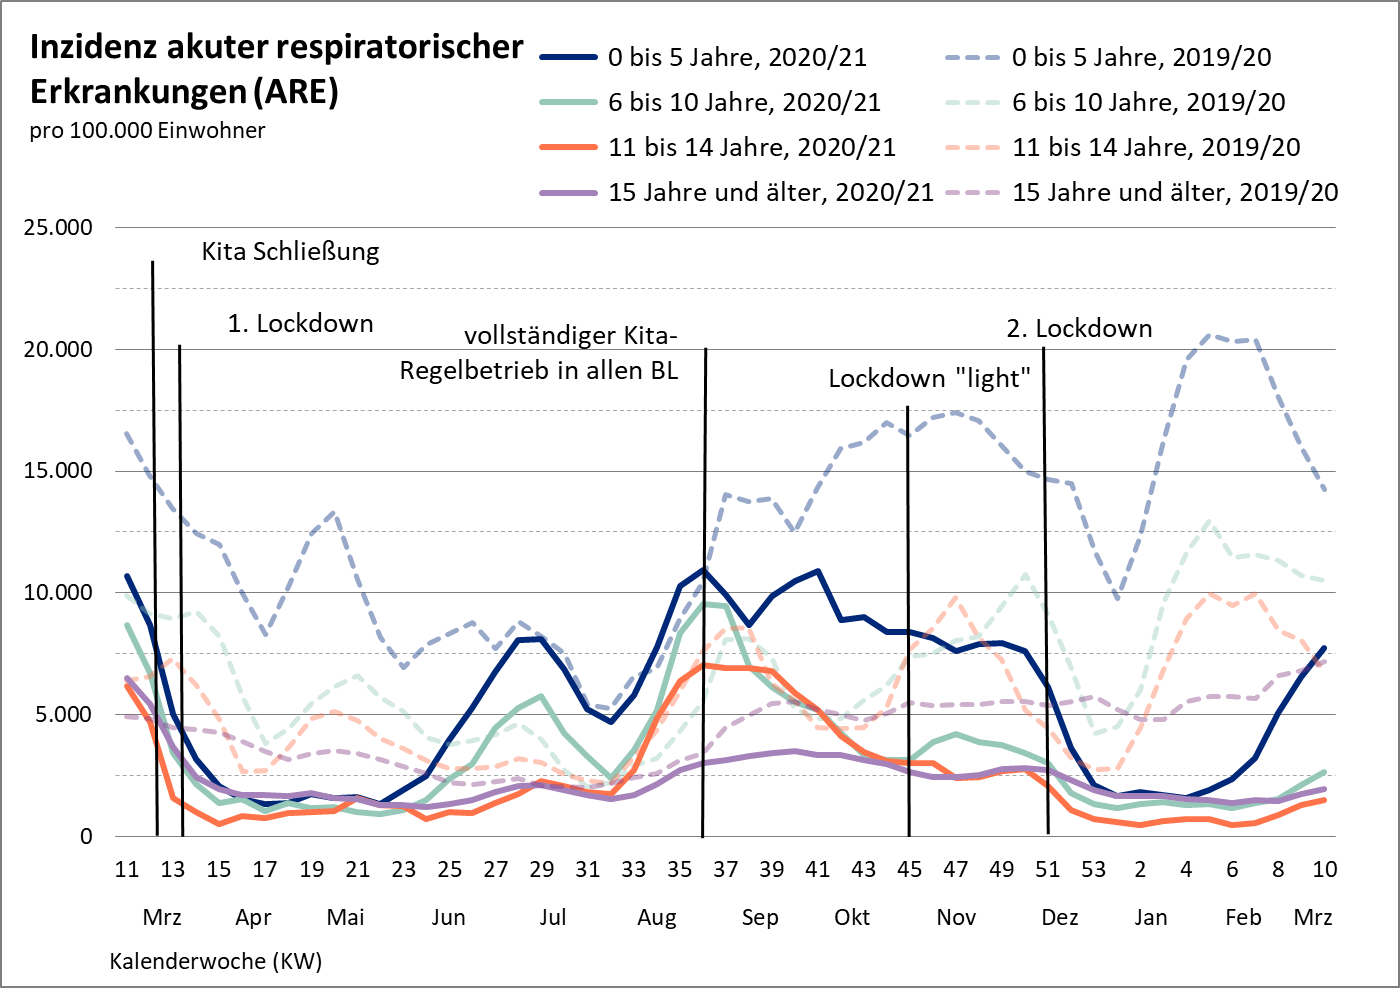 Inzidenz akuter respiratorischer
Erkrankungen (ARE)
pro 100.000 Einwohner
0 bis 5 Jahre, 2020/21
0 bis 5 Jahre, 2019/20
6 bis 10 Jahre, 2020/21
6 bis 10 Jahre, 2019/20
11 bis 14 Jahre, 2020/21
11 bis 14 Jahre, 2019/20
15 Jahre und älter, 2020/21
15 Jahre und älter, 2019/20
25.000
Kita Schließung
1. Lockdown
vollständiger Kita-
Regelbetrieb in allen BL
2. Lockdown
20.000
Lockdown "light"
15.000
10.000
5.000
0
11 13 15 17 19 21 23 26 27 29 31 33 35 37 39 41 43 45 47 49 51 53 2 4 6 8 10
Mrz Apr Mai Jun Jul Aug Sep Okt Nov Dez Jan Feb Mrz
Kalenderwoche (KW)